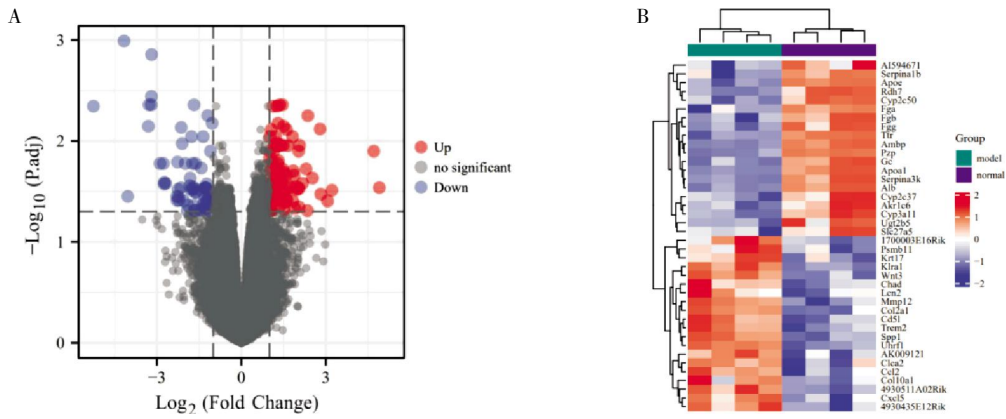 A
3
2
1
0
−Log10 (P.adj)
−3
0
3
Log2 (Fold Change)
Up
no significant
Down
B
AI594671
Serpina1b
Apoe
Rdh7
Cyp2c50
Fga
Fgb
Fgg
Ttr
Ambp
Pzp
Gc
Apoa1
Serpina3k
Alb
Cyp2c37
Akr1c6
Cyp3a11
Ugt2b5
Slc27a5
1700003E16Rik
Psmb11
Krt17
Klra1
Wnt3
Chad
Lcn2
Mmp12
Col2a1
Cd5l
Trem2
Spp1
Uhrf1
AK009121
Clca2
Ccl2
Col10a1
4930511A02Rik
Cxcl5
4930435E12Rik
Group
model
normal
2
1
0
−1
−2